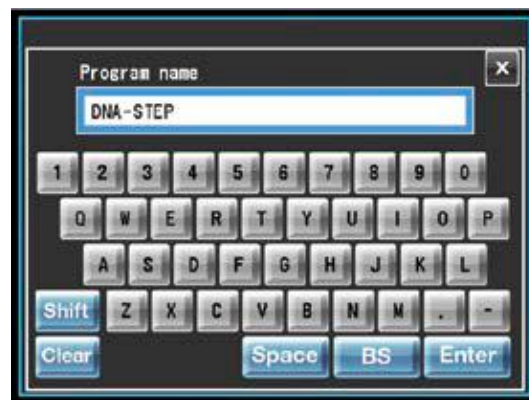 Program name
X
DNA-STEP
1 2 3 4 5 6 7 8 9 0
Q W E R T Y U I O P
A S D F G H J K L
Shift Z X C V B N M . -
Clear Space BS Enter